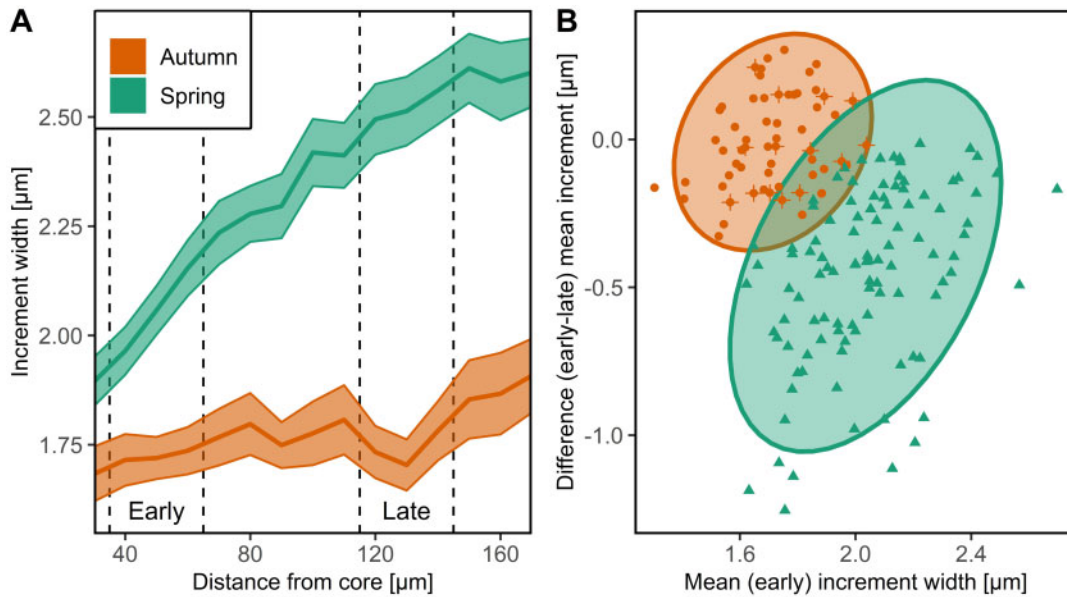 A
Autumn
Spring
Increment width [µm]
2.50
2.25
2.00
1.75
Early
Late
40
80
120
160
Distance from core [µm]
B
Difference (early-late) mean increment [µm]
0.0
-0.5
-1.0
1.6
2.0
2.4
Mean (early) increment width [µm]